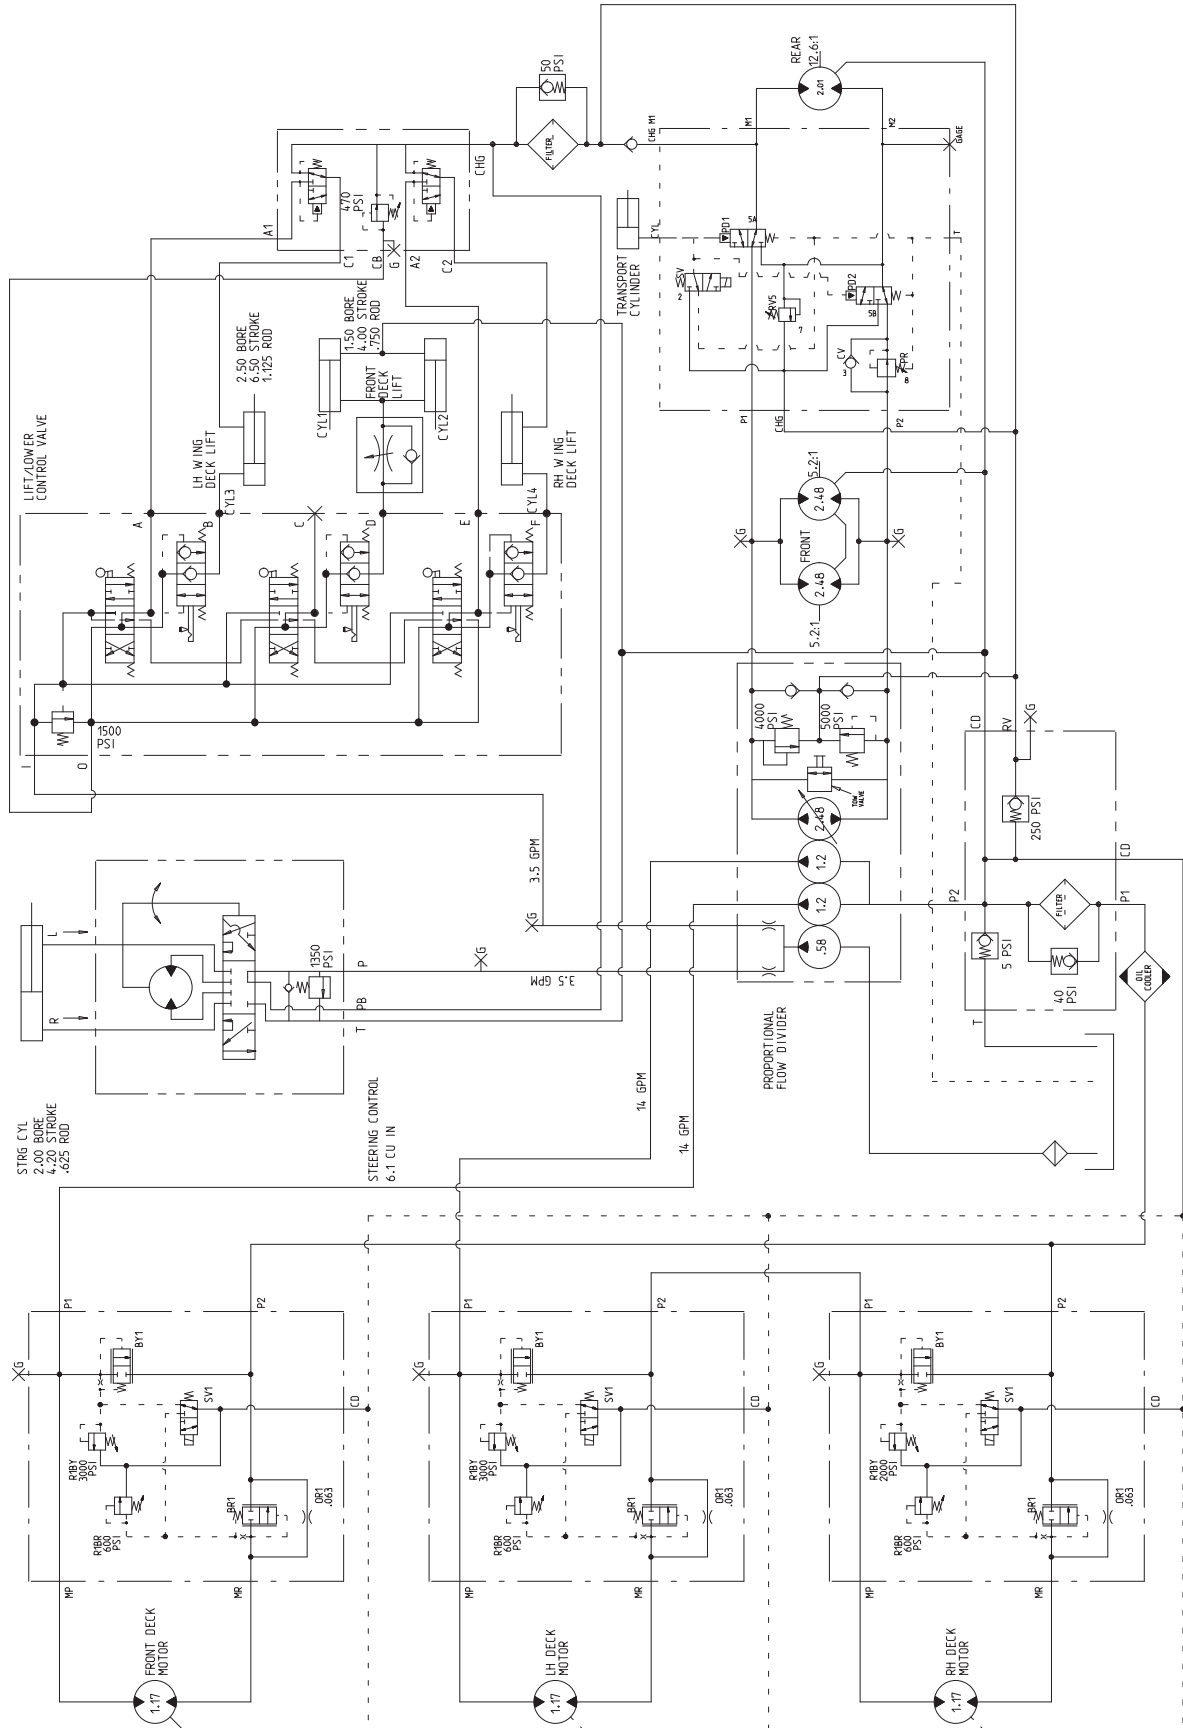 STRG CYL
2.00 BORE
4.20 STROKE
.625 ROD
R
L
1350
PSI
T
PB
P
STEERING CONTROL
6.1 CU IN
3.5 GPM
G
3.5 GPM
G
LIFT/LOWER
CONTROL VALVE
I
O
1500
PSI
A
B
C
D
E
F
LH WING
DECK LIFT
CYL3
2.50 BORE
6.50 STROKE
1.125 ROD
CYL1
1.50 BORE
4.00 STROKE
.750 ROD
FRONT
DECK
LIFT
CYL2
RH WING
DECK LIFT
CYL4
A1
C1
470
PSI
CB
G
A2
C2
CHG
FILTER
50
PSI
CHG M1
TRANSPORT
CYLINDER
CYL
PD1
5A
SV
2
RV5
7
PD2
5B
CV
3
PR
8
M1
M2
GAGE
T
P1
CHG
P2
REAR
12.6:1
2.01
G
5.2:1
2.48
FRONT
2.48
5.2:1
G
4000
PSI
5000
PSI
TOW
VALVE
2.48
1.2
1.2
.58
PROPORTIONAL
FLOW DIVIDER
14 GPM
14 GPM
CD
RV
G
250 PSI
P2
5 PSI
FILTER
40
PSI
T
CD
P1
OIL
COOLER
G
P1
P2
BY1
SV1
CD
R1BY
3000
PSI
R1BR
600
PSI
BR1
OR1
.063
MP
MR
FRONT DECK
MOTOR
1.17
G
P1
P2
BY1
SV1
CD
R1BY
3000
PSI
R1BR
600
PSI
BR1
OR1
.063
MP
MR
LH DECK
MOTOR
1.17
G
P1
P2
BY1
SV1
CD
R1BY
2000
PSI
R1BR
600
PSI
BR1
OR1
.063
MP
MR
RH DECK
MOTOR
1.17